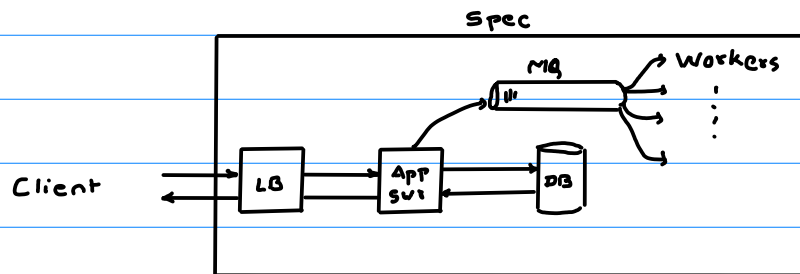 Spec
MQ
Workers
Client
LB
App
svr
DB